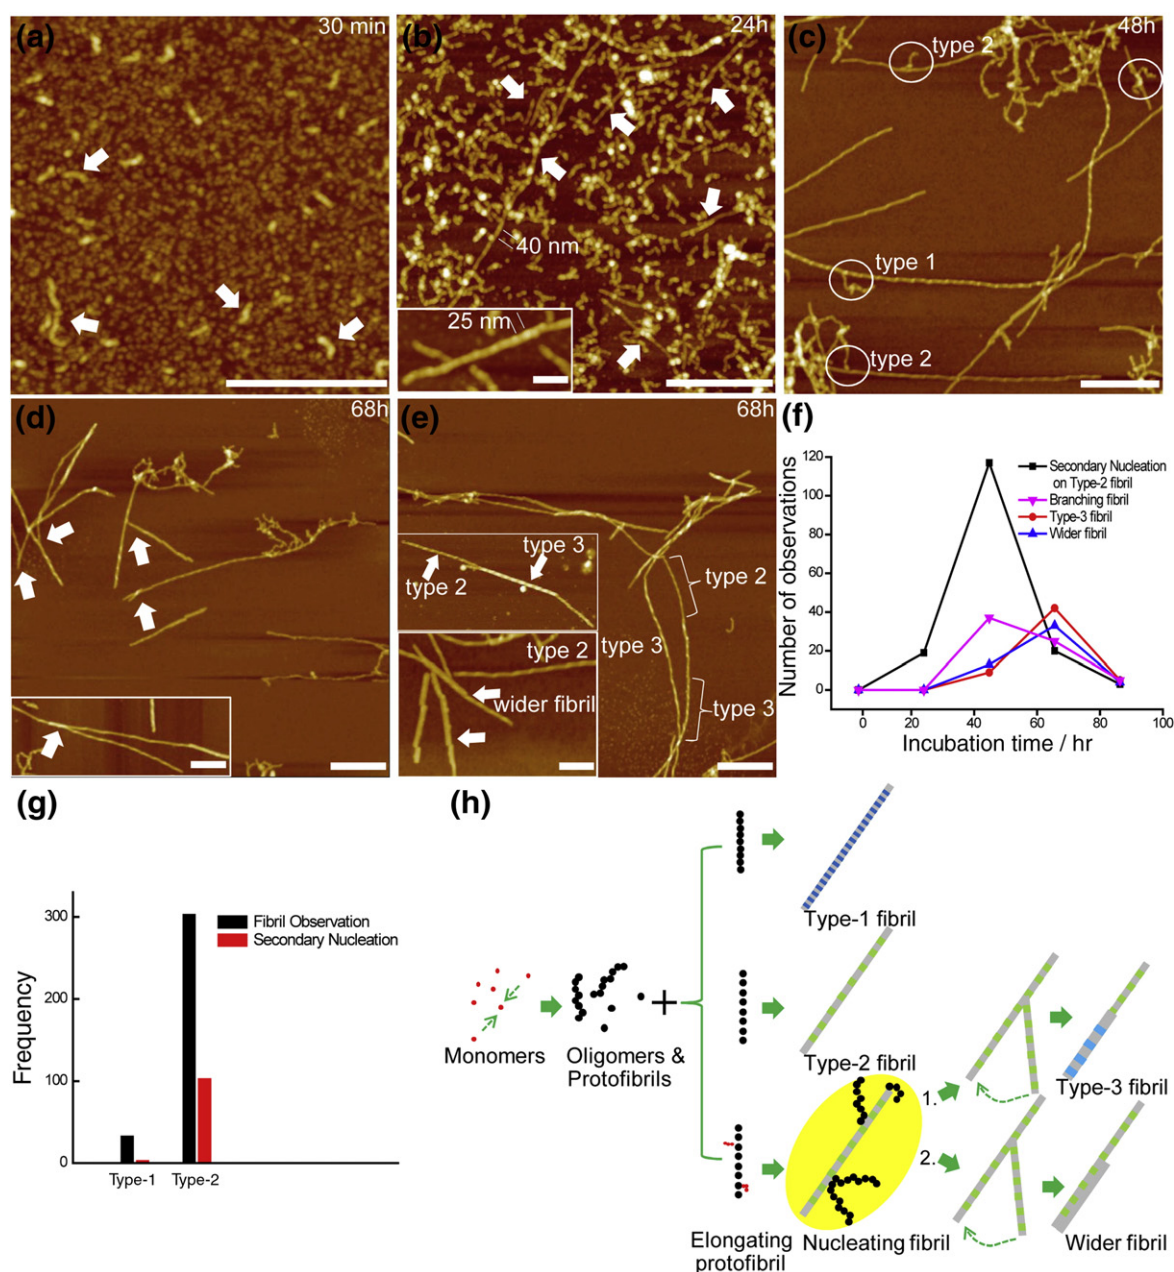 (a)
30 min
(b)
24h
40 nm
25 nm
(c)
48h
type 2
type 1
type 2
(d)
68h
(e)
68h
type 3
type 2
type 2
wider fibril
type 2
type 3
type 3
(f)
Number of observations
120
100
80
60
40
20
0
0
20
40
60
80
100
Incubation time / hr
Secondary Nucleation
on Type-2 fibril
Branching fibril
Type-3 fibril
Wider fibril
(g)
Frequency
300
200
100
0
Type-1
Type-2
Fibril Observation
Secondary Nucleation
(h)
Monomers
Oligomers &
Protofibrils
+
Type-1 fibril
Type-2 fibril
1.
2.
Type-3 fibril
Elongating
protofibril
Nucleating fibril
Wider fibril